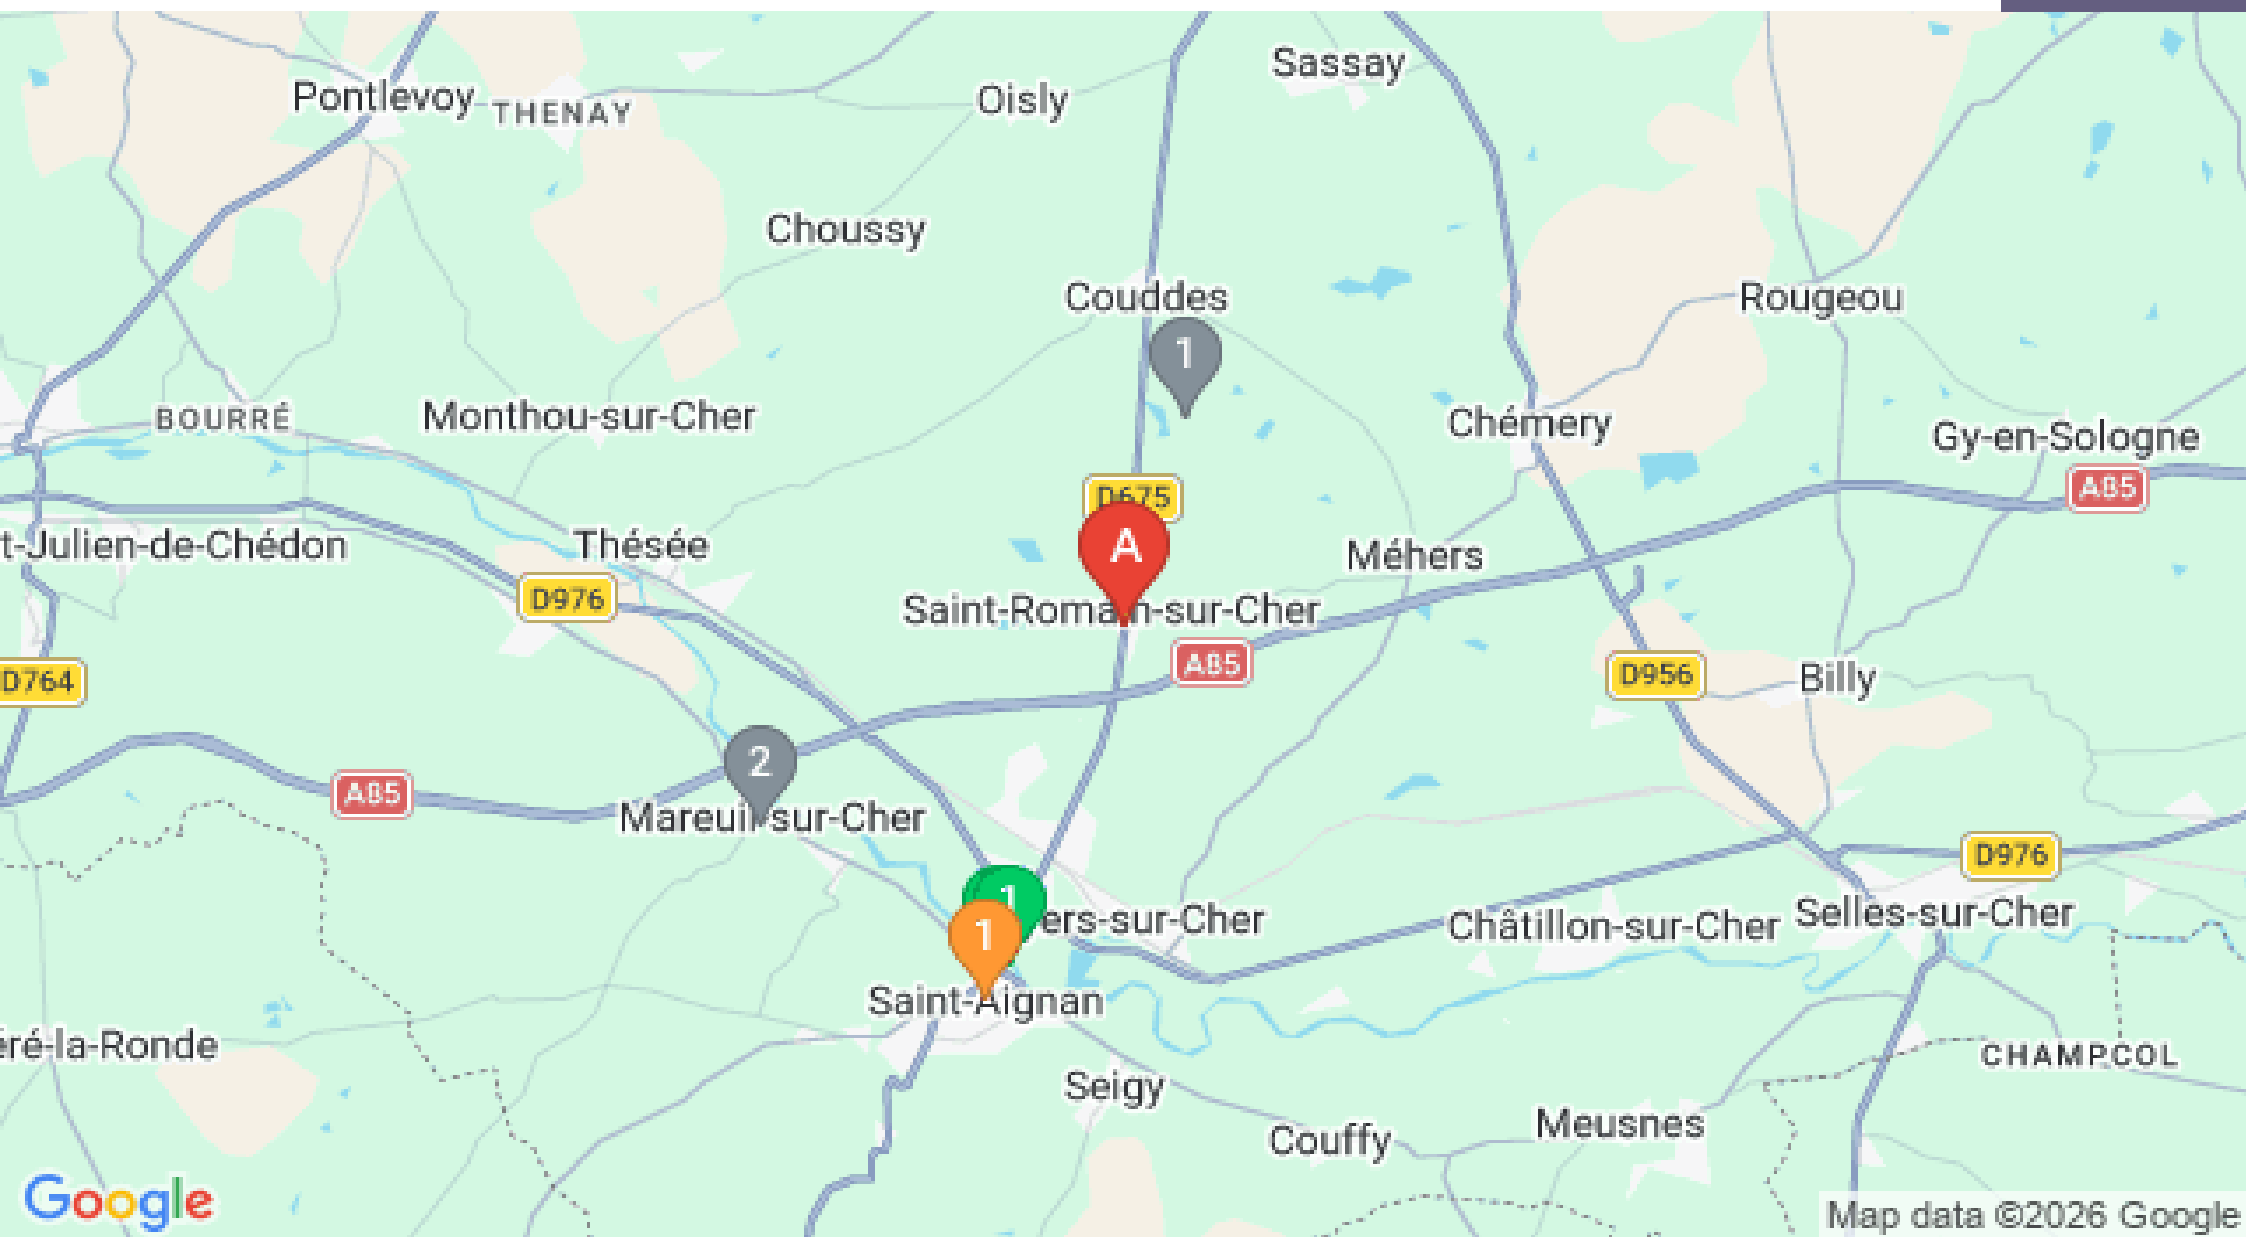 Sassay
Pontlevoy
THENAY
Oisly
Choussy
Couddes
Rougeou
1
BOURRÉ
Monthou-sur-Cher
Chémery
Gy-en-Sologne
A85
D675
t-Julien-de-Chédon
Thésée
A
Méhers
D976
Saint-Romain-sur-Cher
A85
D764
D956
Billy
2
A85
Mareuil-sur-Cher
D976
1
1
ers-sur-Cher
Châtillon-sur-Cher
Selles-sur-Cher
Saint-Aignan
éré-la-Ronde
CHAMPCOL
Seigy
Couffy
Meusnes
Google
Map data ©2026 Google